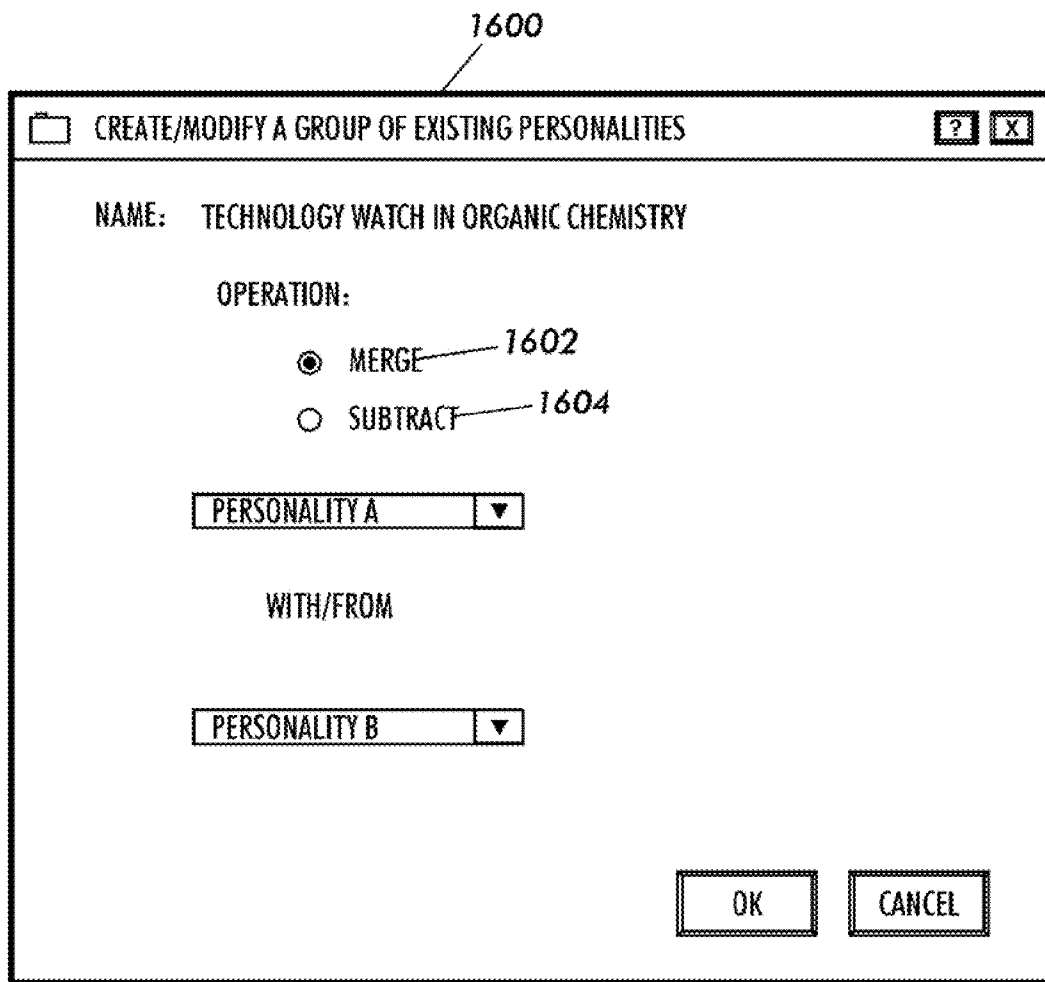 1600
CREATE/MODIFY A GROUP OF EXISTING PERSONALITIES ? X
NAME: TECHNOLOGY WATCH IN ORGANIC CHEMISTRY
OPERATION:
MERGE 1602
SUBTRACT 1604
PERSONALITY A
WITH/FROM
PERSONALITY B
OK CANCEL